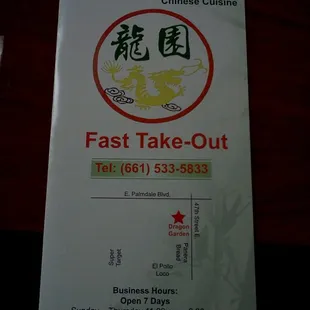 Chinese Cuisine
龍園
Fast Take-Out
Tel: (661) 533-5833
E. Palmdale Blvd.
47th Street E.
Dragon
Garden
Panera
Bread
Super
Target
El Pollo
Loco
Business Hours:
Open 7 Days